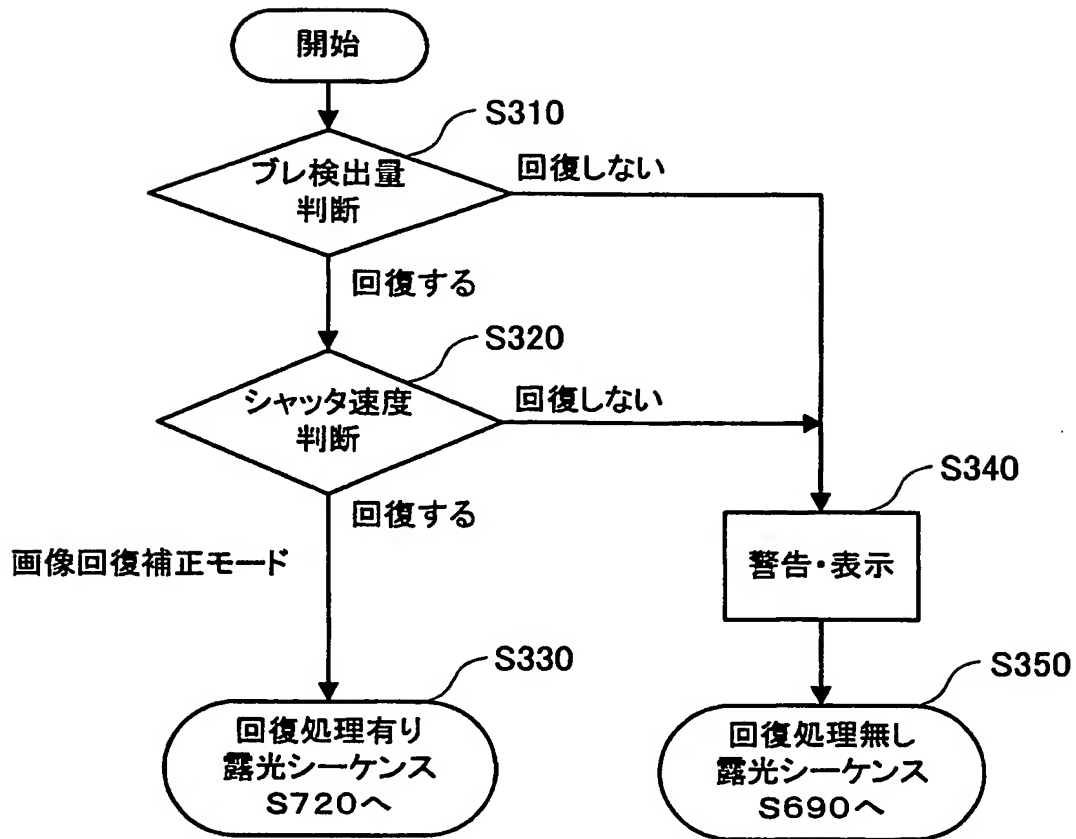 開始
S310
ブレ検出量
判断
回復しない
回復する
S320
シャッタ速度
判断
回復しない
回復する
S340
画像回復補正モード
警告・表示
S330
回復処理有り
露光シーケンス
S720へ
S350
回復処理無し
露光シーケンス
S690へ